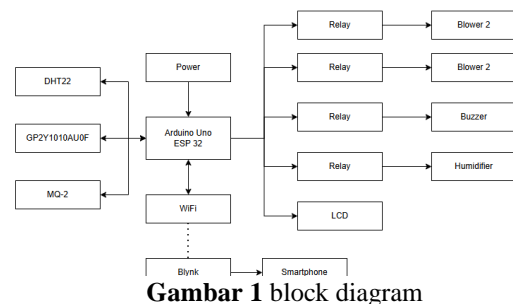 Relay
Blower 2
Power
Relay
Blower 2
DHT22
Arduino Uno
ESP 32
Relay
Buzzer
GP2Y1010AU0F
Relay
Humidifier
MQ-2
WiFi
LCD
Blynk
Smartphone
Gambar 1 block diagram